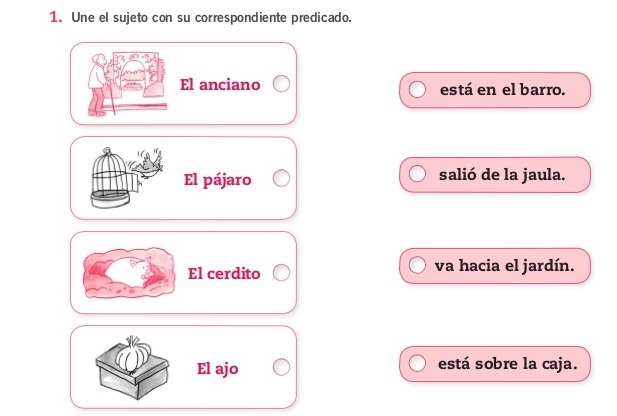 1. Une el sujeto con su correspondiente predicado.
El anciano
está en el barro.
El pájaro
salió de la jaula.
El cerdito
va hacia el jardín.
El ajo
está sobre la caja.